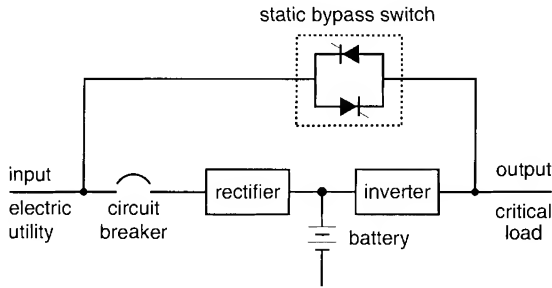 static bypass switch
input
electric
utility
circuit
breaker
rectifier
battery
inverter
output
critical
load